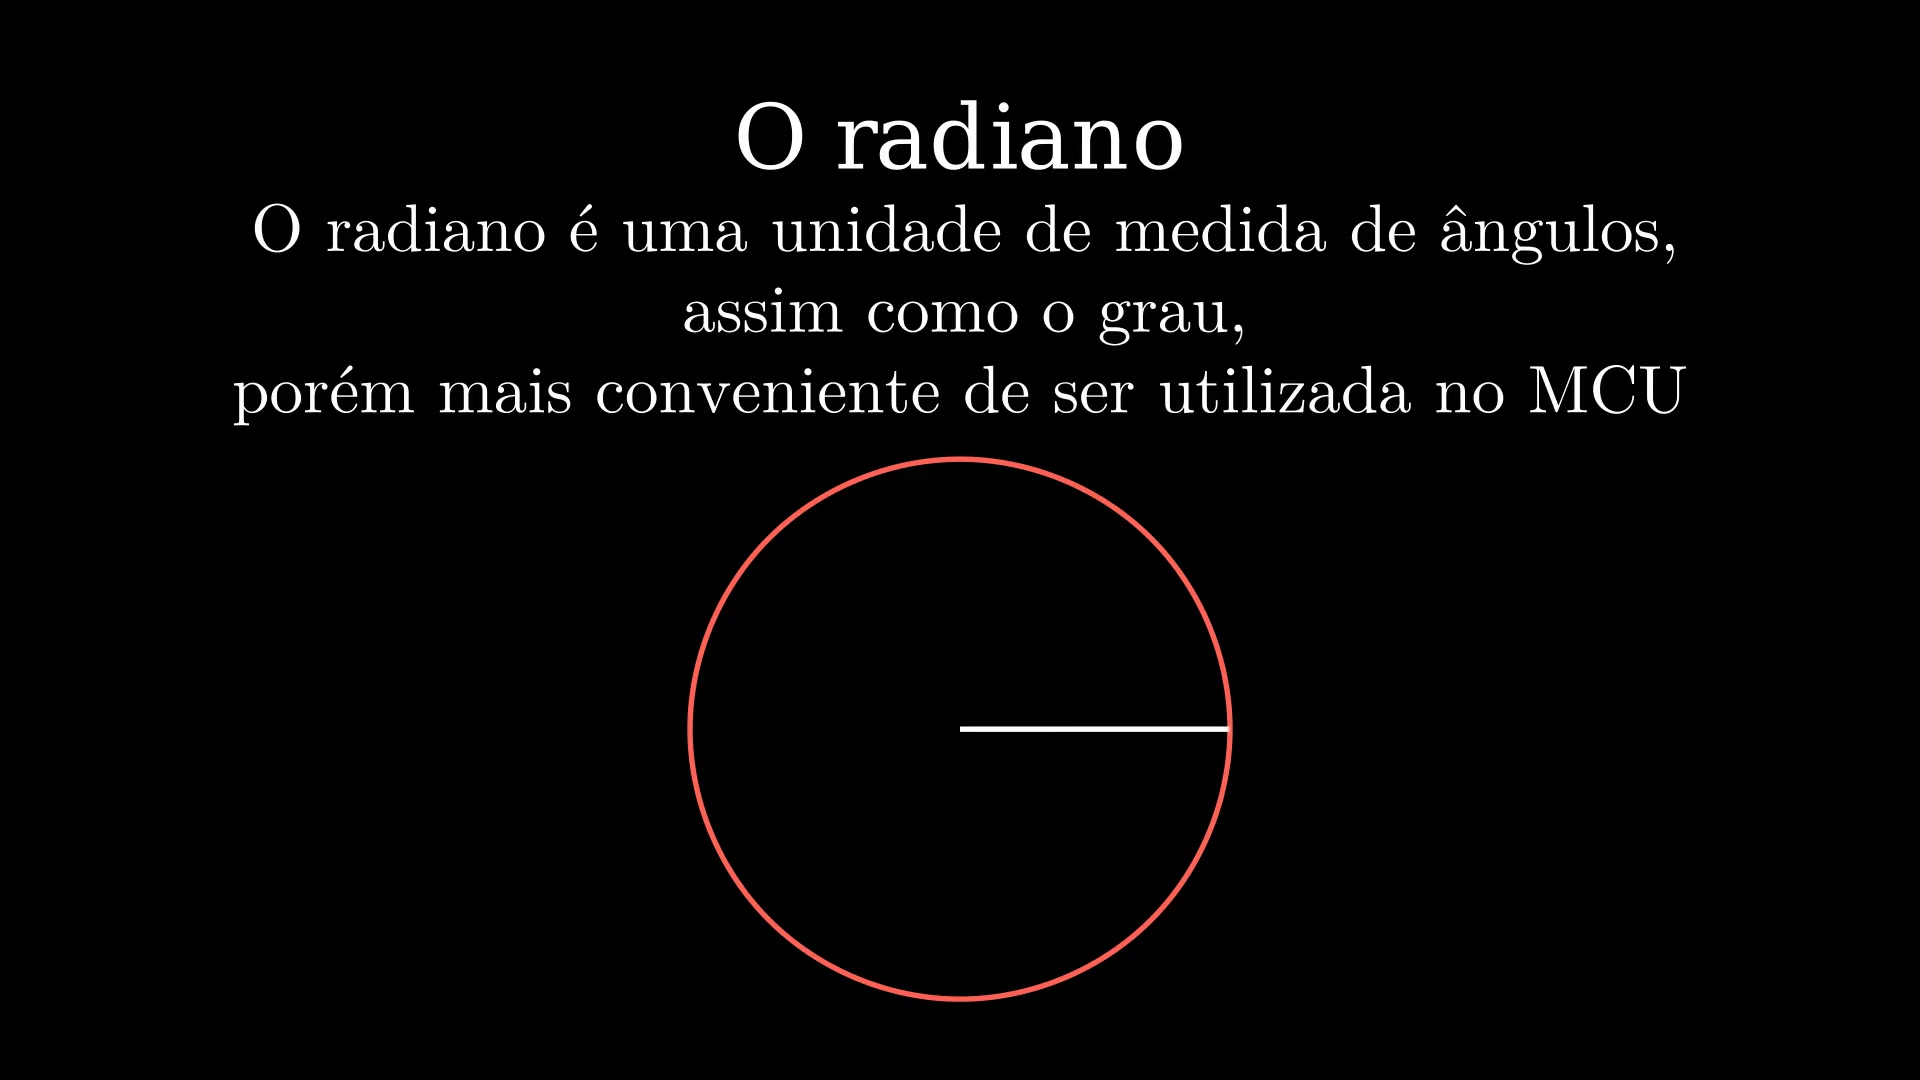 O radiano
O radiano é uma unidade de medida de ângulos,
assim como o grau,
porém mais conveniente de ser utilizada no MCU